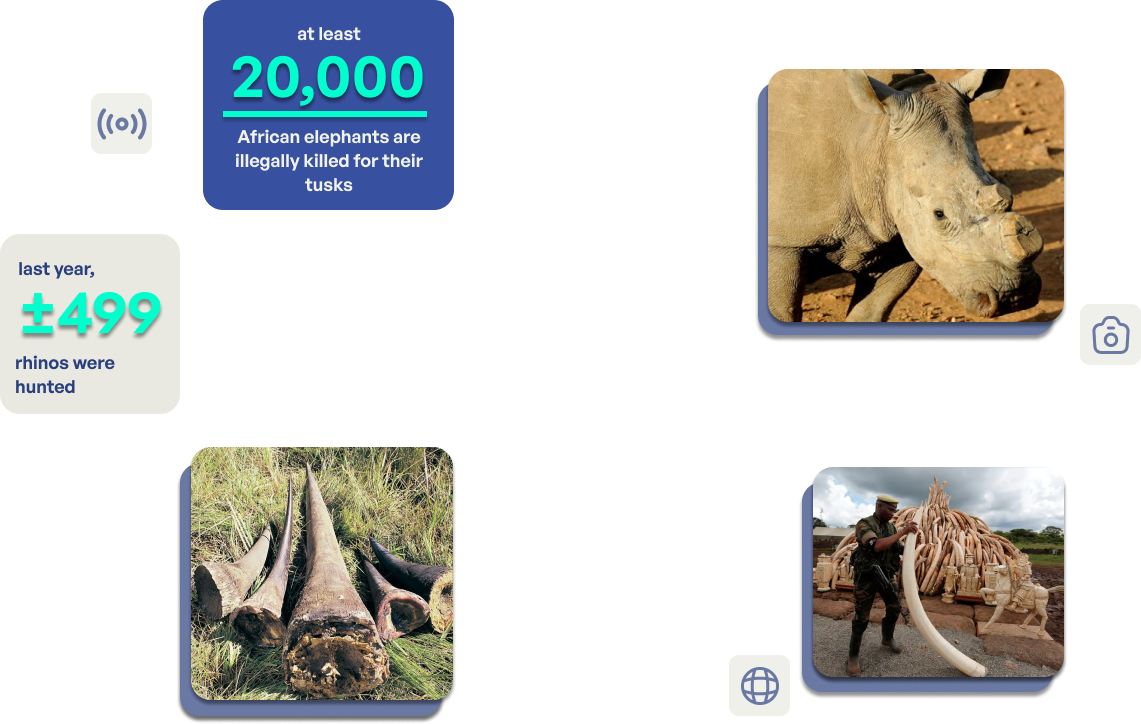 at least
20,000
African elephants are
illegally killed for their
tusks
last year,
±499
rhinos were
hunted